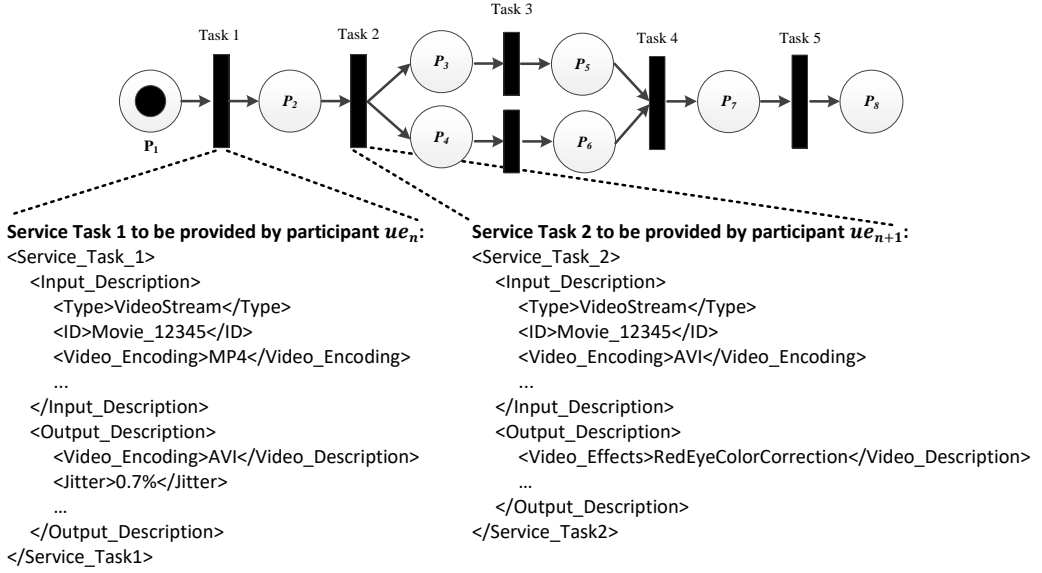 Task 3
Task 1
Task 2
Task 4
Task 5
P3
P5
P2
P7
P8
P4
P6
P1
Service Task 1 to be provided by participant ue_n:
<Service_Task_1>
<Input_Description>
<Type>VideoStream</Type>
<ID>Movie_12345</ID>
<Video_Encoding>MP4</Video_Encoding>
...
</Input_Description>
<Output_Description>
<Video_Encoding>AVI</Video_Description>
<Jitter>0.7%</Jitter>
...
</Output_Description>
</Service_Task1>
Service Task 2 to be provided by participant ue_{n+1}:
<Service_Task_2>
<Input_Description>
<Type>VideoStream</Type>
<ID>Movie_12345</ID>
<Video_Encoding>AVI</Video_Encoding>
...
</Input_Description>
<Output_Description>
<Video_Effects>RedEyeColorCorrection</Video_Description>
...
</Output_Description>
</Service_Task2>